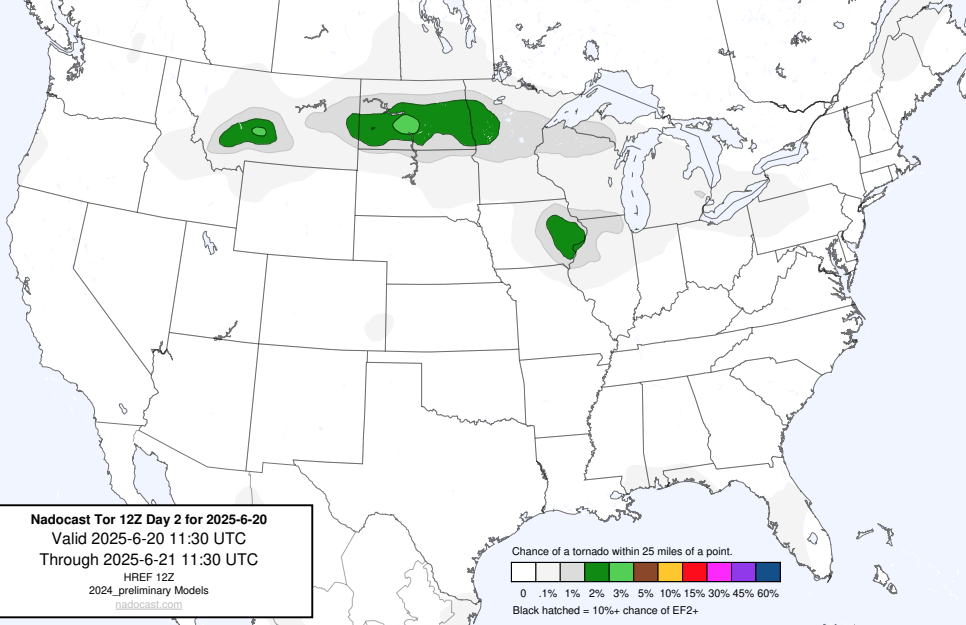 Nadocast Tor 12Z Day 2 for 2025-6-20
Valid 2025-6-20 11:30 UTC
Through 2025-6-21 11:30 UTC
HREF 12Z
2024_preliminary Models
nadocast.com
Chance of a tornado within 25 miles of a point.
0 .1% 1% 2% 3% 5% 10% 15% 30% 45% 60%
Black hatched = 10%+ chance of EF2+